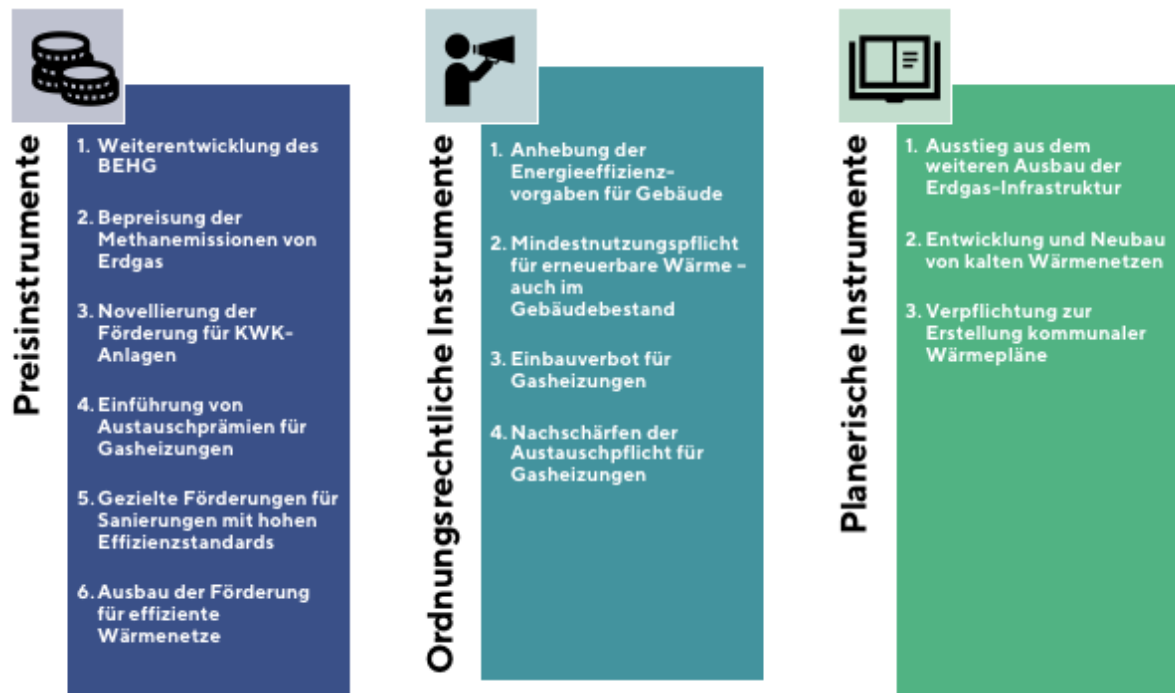 Preisinstrumente
1. Weiterentwicklung des
BEHG
2. Bepreisung der
Methanemissionen von
Erdgas
3. Novellierung der
Förderung für KWK-
Anlagen
4. Einführung von
Austauschprämien für
Gasheizungen
5. Gezielte Förderungen für
Sanierungen mit hohen
Effizienzstandards
6. Ausbau der Förderung
für effiziente
Wärmenetze
Ordnungsrechtliche Instrumente
1. Anhebung der
Energieeffizienz-
vorgaben für Gebäude
2. Mindestnutzungspflicht
für erneuerbare Wärme –
auch im
Gebäudebestand
3. Einbauverbot für
Gasheizungen
4. Nachschärfen der
Austauschpflicht für
Gasheizungen
Planerische Instrumente
1. Ausstieg aus dem
weiteren Ausbau der
Erdgas-Infrastruktur
2. Entwicklung und Neubau
von kalten Wärmenetzen
3. Verpflichtung zur
Erstellung kommunaler
Wärmepläne